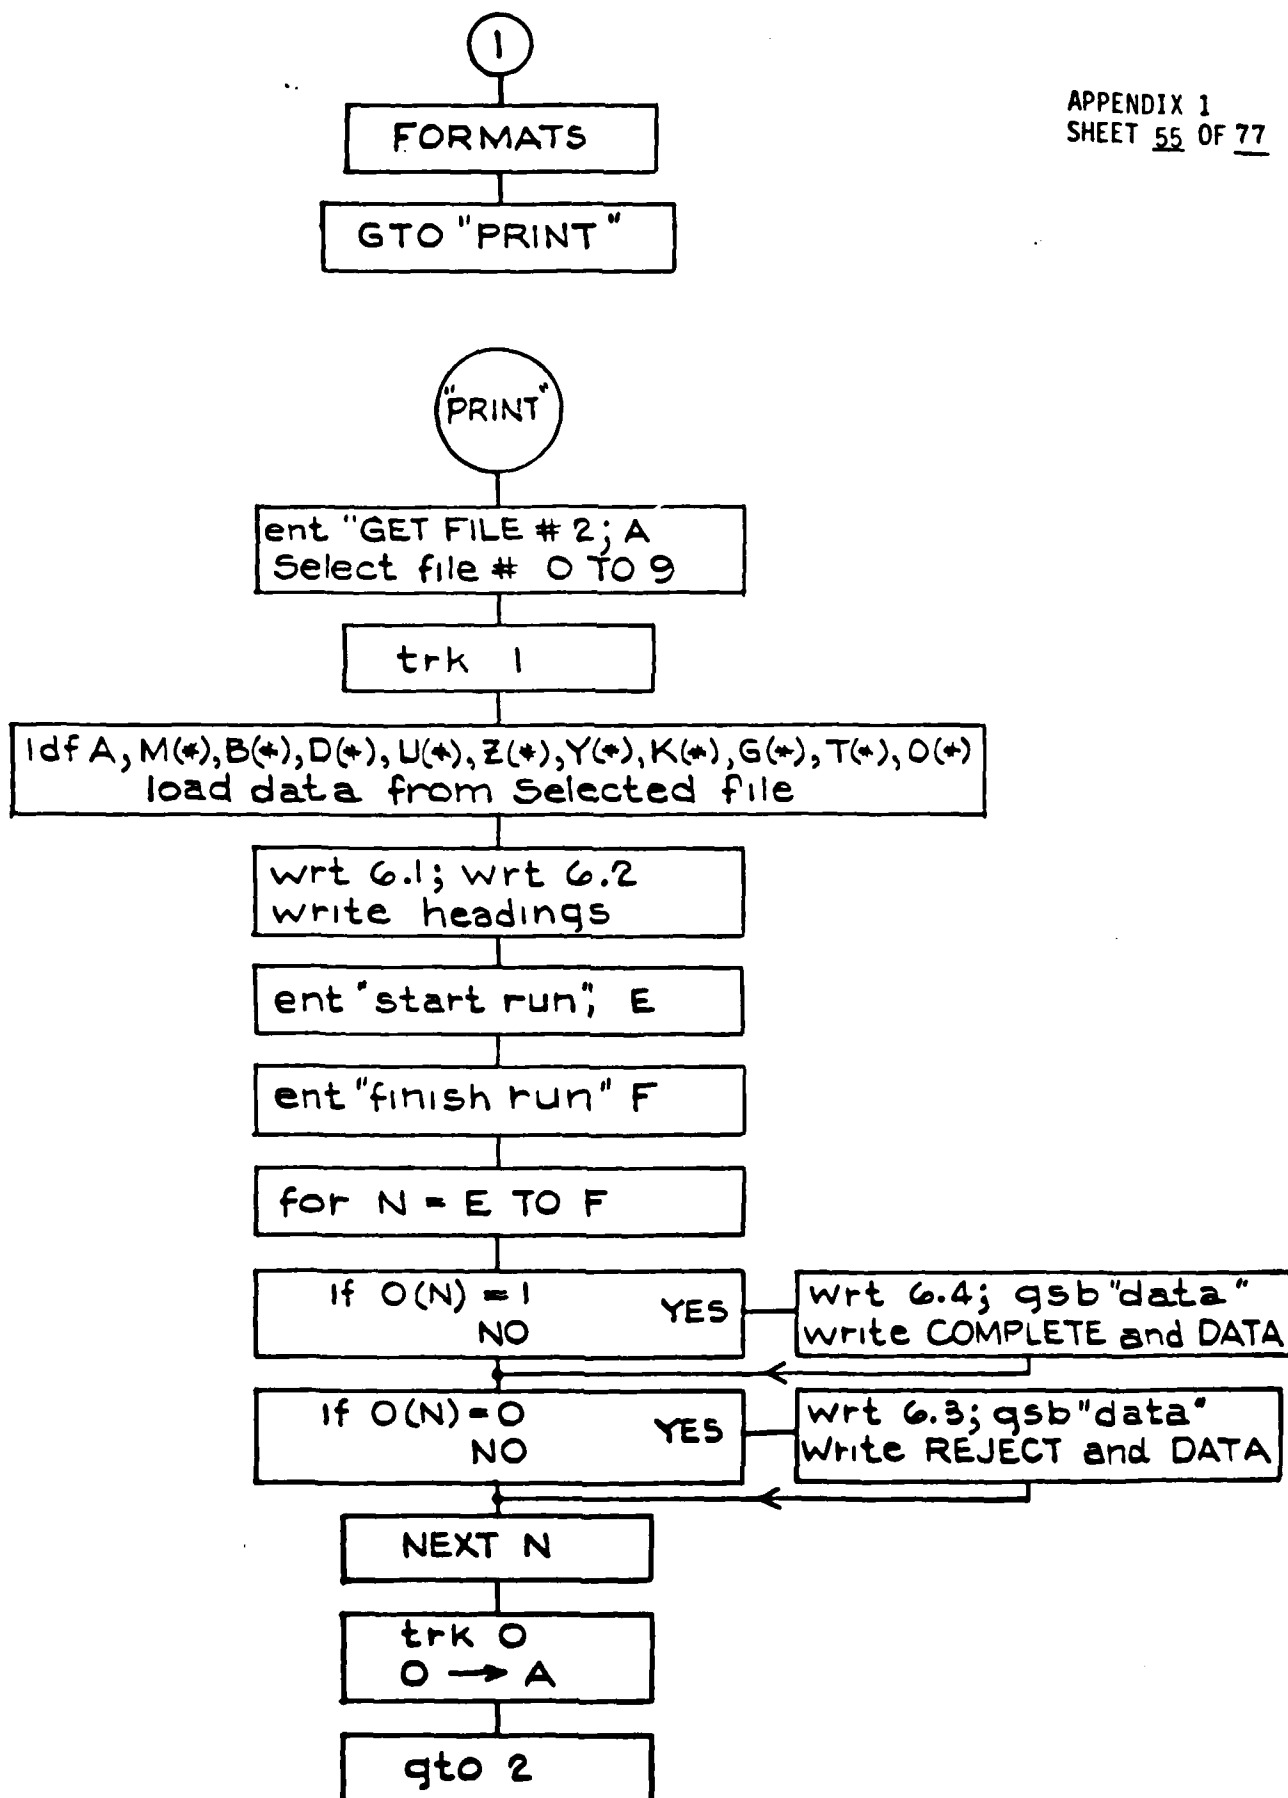 1
APPENDIX 1
SHEET 55 OF 77
FORMATS
GTO "PRINT"
"PRINT"
ent "GET FILE # 2; A
Select file # 0 TO 9
trk 1
ldf A, M(*), B(*), D(*), U(*), Z(*), Y(*), K(*), G(*), T(*), O(*)
load data from Selected file
wrt 6.1; wrt 6.2
write headings
ent "start run"; E
ent "finish run" F
for N = E TO F
If O(N) = 1 YES
NO
wrt 6.4; gsb "data"
write COMPLETE and DATA
If O(N) = 0 YES
NO
wrt 6.3; gsb "data"
Write REJECT and DATA
NEXT N
trk 0
0 → A
gto 2